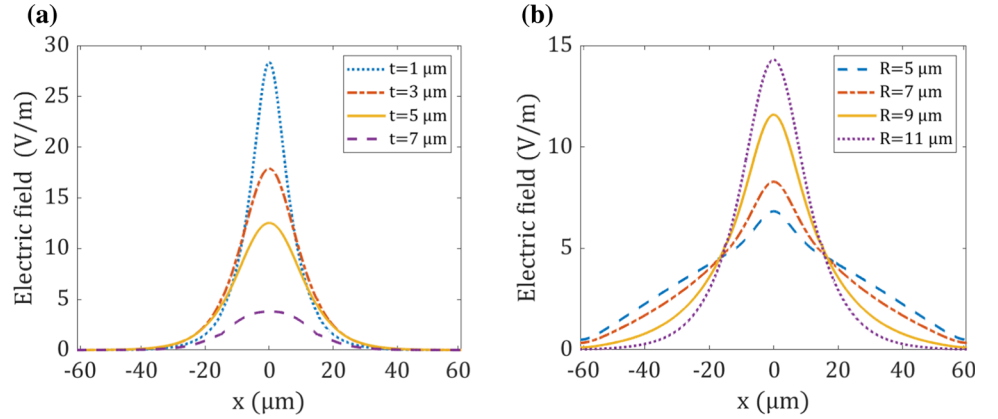 (a)
30
25
20
15
10
5
0
-60
-40
-20
0
20
40
60
Electric field (V/m)
x (μm)
t=1 μm
t=3 μm
t=5 μm
t=7 μm
(b)
15
10
5
0
-60
-40
-20
0
20
40
60
Electric field (V/m)
x (μm)
R=5 μm
R=7 μm
R=9 μm
R=11 μm